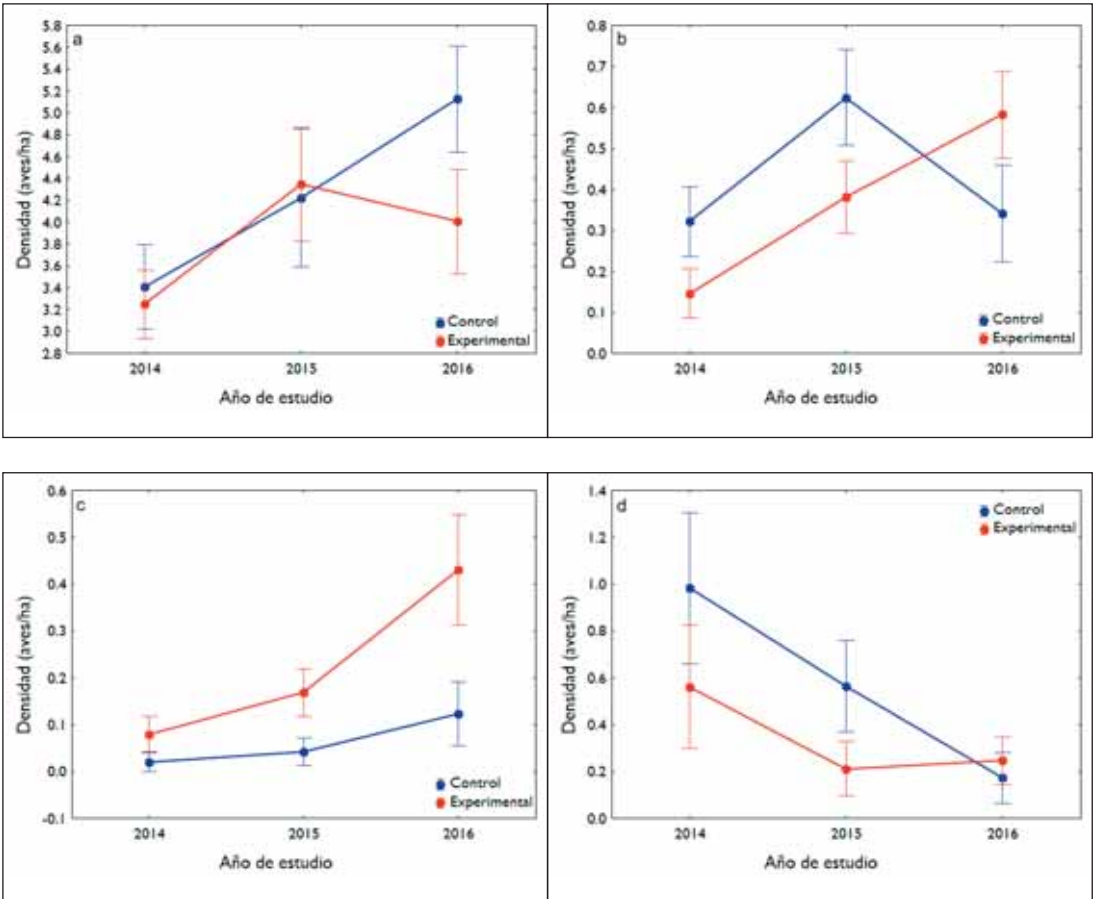 a
5.8
5.6
5.4
5.2
5.0
4.8
4.6
4.4
4.2
4.0
3.8
3.6
3.4
3.2
3.0
2.8
Densidad (aves/ha)
Control
Experimental
2014 2015 2016
Año de estudio
b
0.8
0.7
0.6
0.5
0.4
0.3
0.2
0.1
0.0
Densidad (aves/ha)
Control
Experimental
2014 2015 2016
Año de estudio
c
0.6
0.5
0.4
0.3
0.2
0.1
0.0
-0.1
Densidad (aves/ha)
Control
Experimental
2014 2015 2016
Año de estudio
d
1.4
1.2
1.0
0.8
0.6
0.4
0.2
0.0
Densidad (aves/ha)
Control
Experimental
2014 2015 2016
Año de estudio